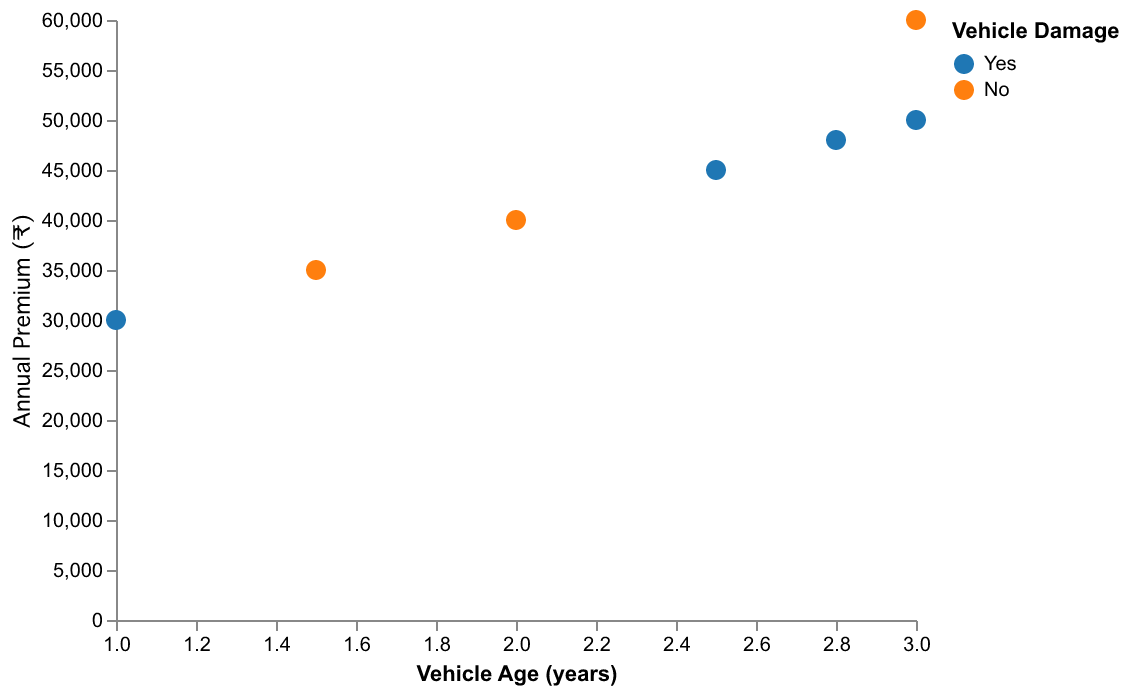 60,000
55,000
50,000
45,000
40,000
35,000
30,000
25,000
20,000
15,000
10,000
5,000
0
Annual Premium (₹)
1.0 1.2 1.4 1.6 1.8 2.0 2.2 2.4 2.6 2.8 3.0
Vehicle Age (years)
Vehicle Damage
Yes
No